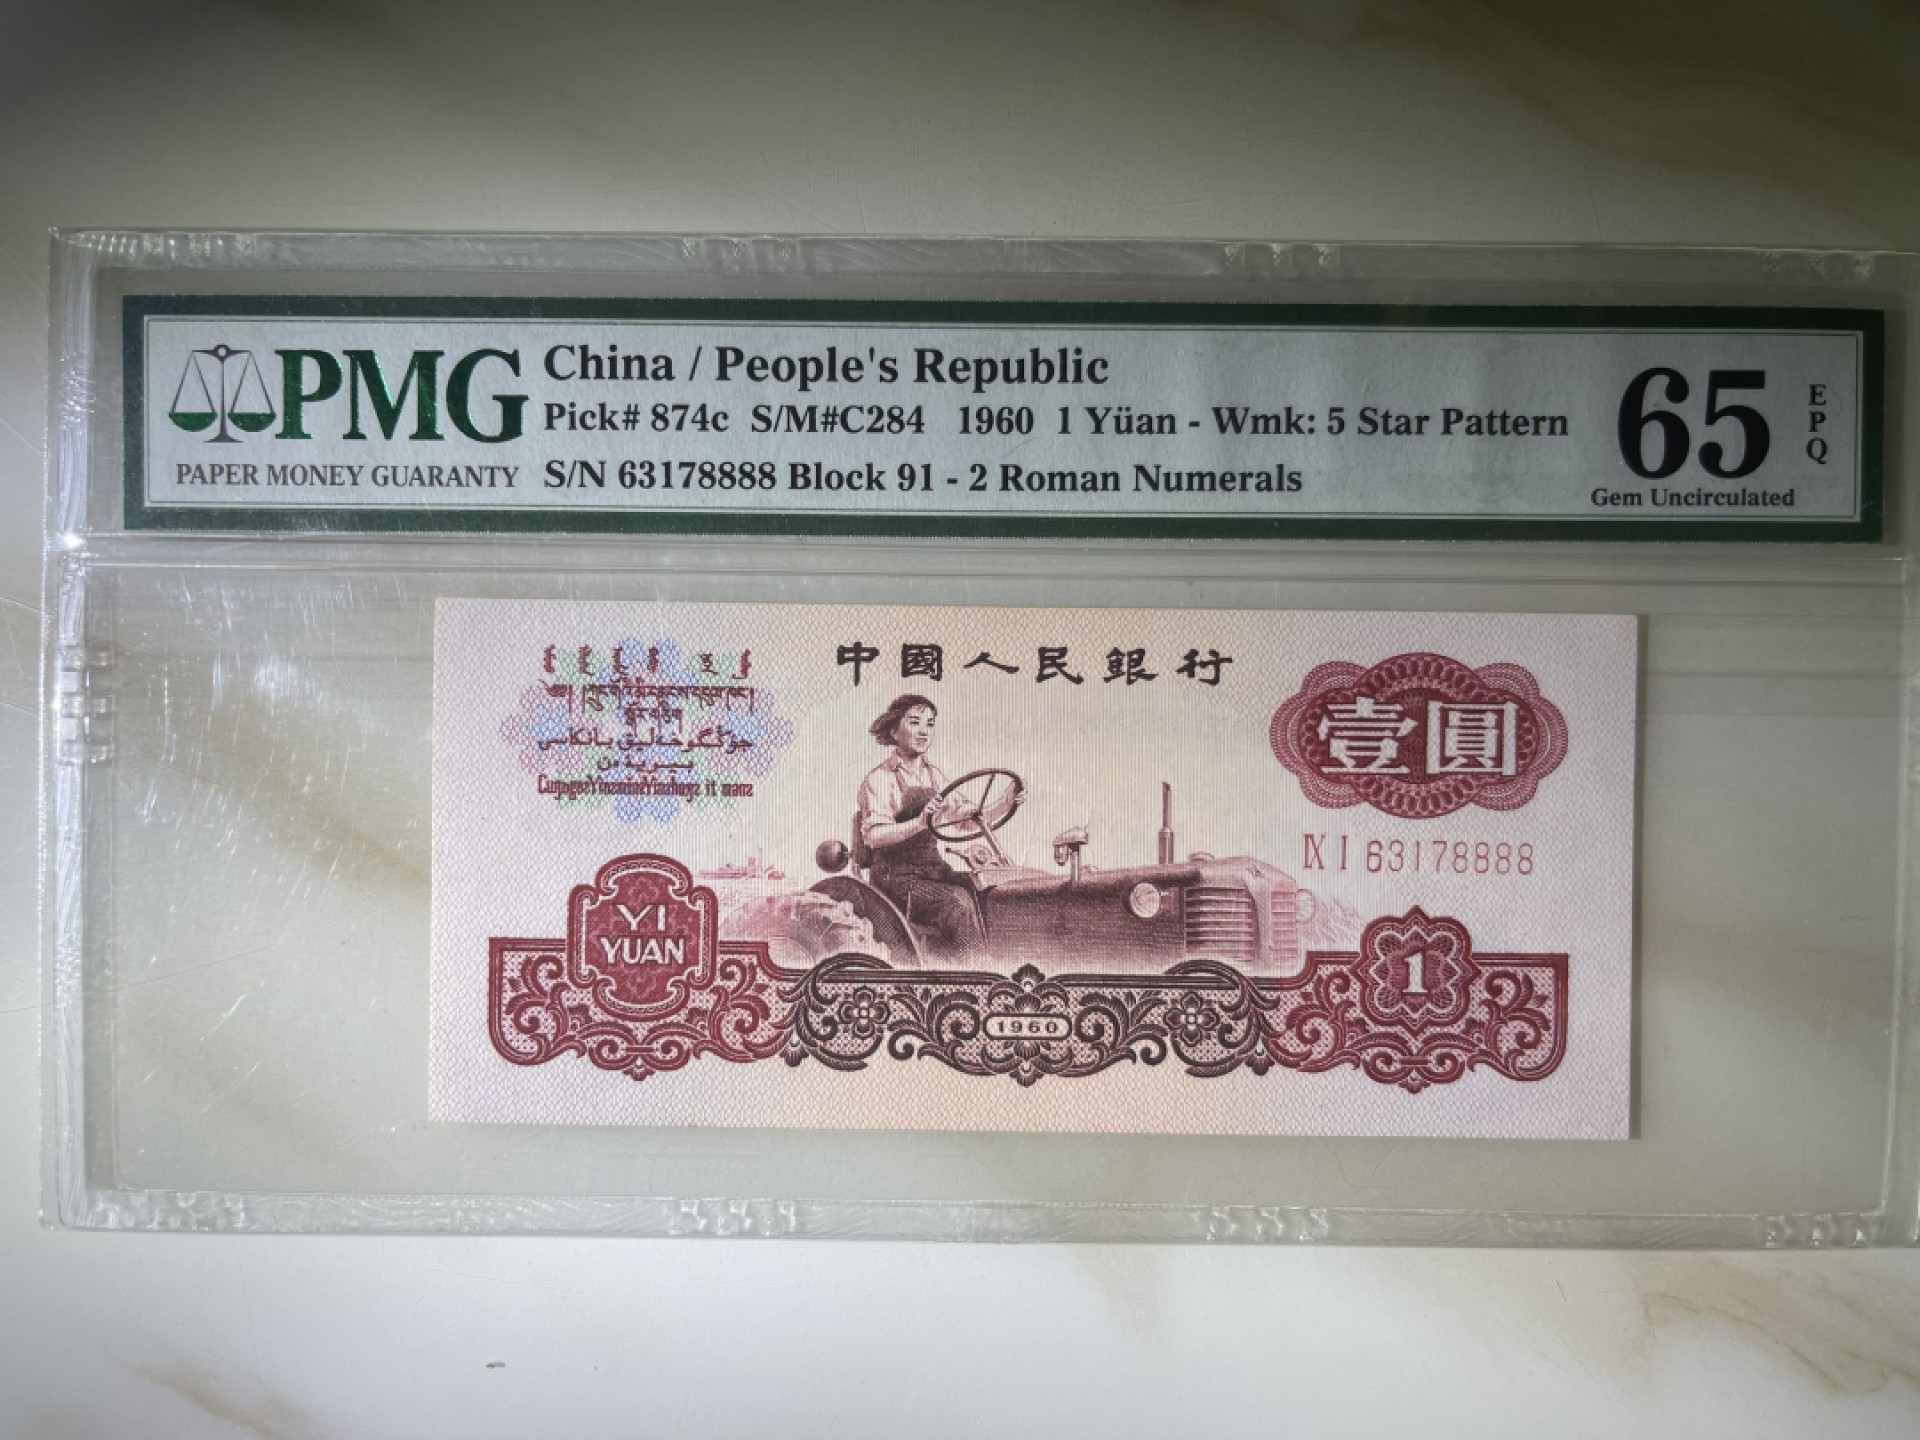 PMG
PAPER MONEY GUARANTY
China / People's Republic
Pick# 874c S/M#C284 1960 1 Yüan - Wmk: 5 Star Pattern
S/N 63178888 Block 91 - 2 Roman Numerals
65
EPQ
Gem Uncirculated
中國人民銀行
壹圓
IX I 63178888
YI
YUAN
1960
1